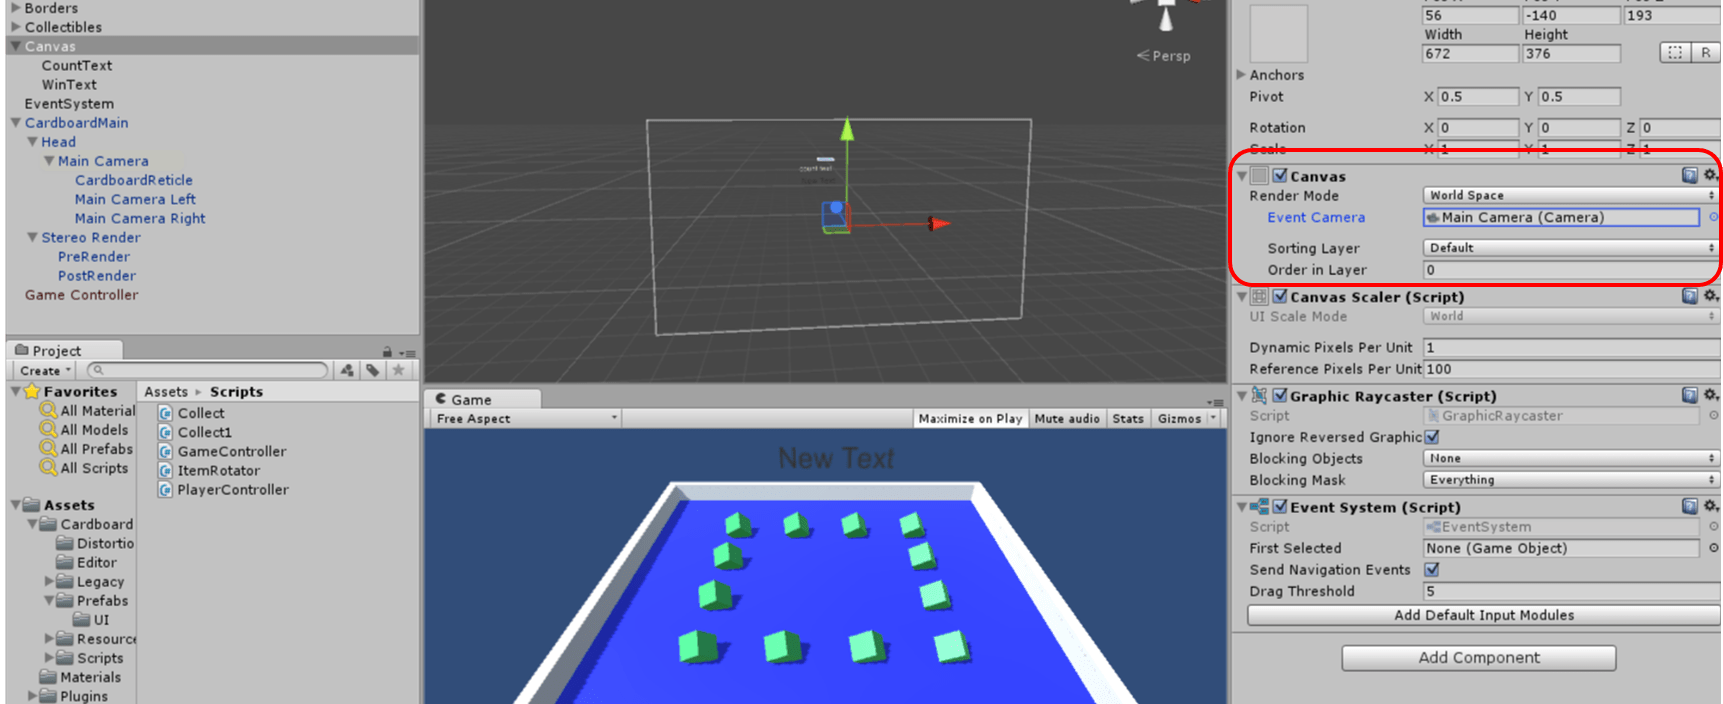 Borders
Collectibles
Canvas
CountText
WinText
EventSystem
CardboardMain
Head
Main Camera
CardboardReticle
Main Camera Left
Main Camera Right
Stereo Render
PreRender
PostRender
Game Controller
Project
Create
Favorites
All Material
All Models
All Prefabs
All Scripts
Assets
Cardboard
Distortio
Editor
Legacy
Prefabs
UI
Resource
Scripts
Materials
Plugins
Assets Scripts
Collect
Collect1
GameController
ItemRotator
PlayerController
Persp
Game
Free Aspect Maximize on Play Mute audio Stats Gizmos
New Text
56 -140 193
Width Height
672 376 R
Anchors
Pivot X 0.5 Y 0.5
Rotation X 0 Y 0 Z 0
Scale X 1 Y 1 Z 1
Canvas
Render Mode World Space
Event Camera Main Camera (Camera)
Sorting Layer Default
Order in Layer 0
Canvas Scaler (Script)
UI Scale Mode World
Dynamic Pixels Per Unit 1
Reference Pixels Per Unit 100
Graphic Raycaster (Script)
Script GraphicRaycaster
Ignore Reversed Graphic
Blocking Objects None
Blocking Mask Everything
Event System (Script)
Script EventSystem
First Selected None (Game Object)
Send Navigation Events
Drag Threshold 5
Add Default Input Modules
Add Component